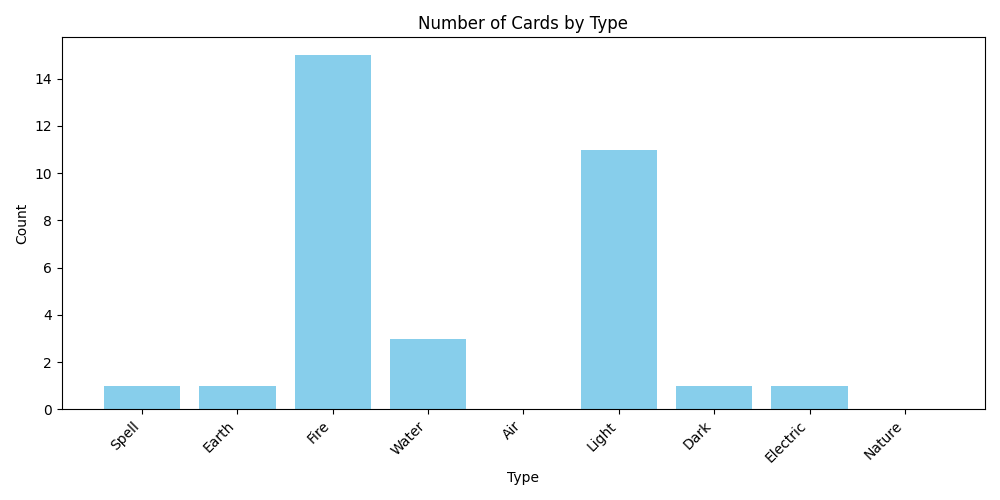 Number of Cards by Type
Count
14
12
10
8
6
4
2
0
Spell
Earth
Fire
Water
Air
Light
Dark
Electric
Nature
Type